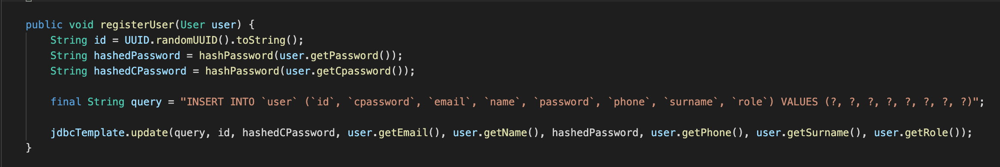 public void registerUser(User user) {
String id = UUID.randomUUID().toString();
String hashedPassword = hashPassword(user.getPassword());
String hashedCPassword = hashPassword(user.getCpassword());
final String query = "INSERT INTO `user` (`id`, `cpassword`, `email`, `name`, `password`, `phone`, `surname`, `role`) VALUES (?, ?, ?, ?, ?, ?, ?, ?)";
jdbcTemplate.update(query, id, hashedCPassword, user.getEmail(), user.getName(), hashedPassword, user.getPhone(), user.getSurname(), user.getRole());
}